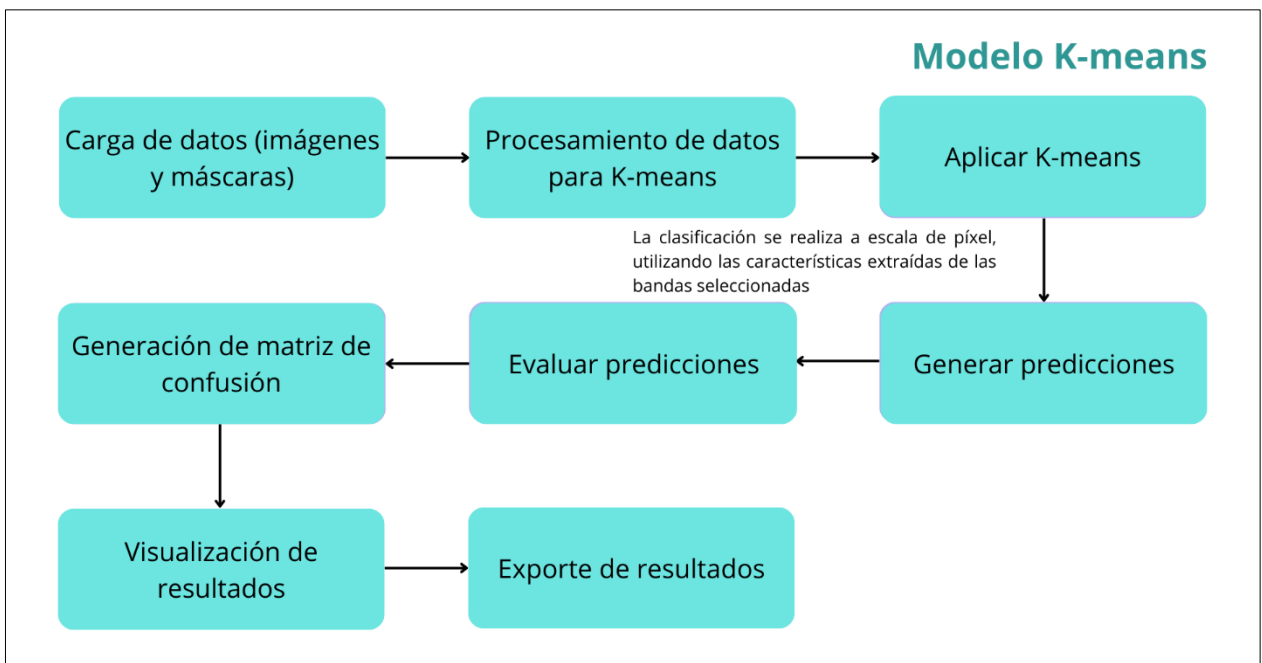 Modelo K-means
Carga de datos (imágenes
y máscaras)
Procesamiento de datos
para K-means
Aplicar K-means
La clasificación se realiza a escala de píxel,
utilizando las características extraídas de las
bandas seleccionadas
Generar predicciones
Evaluar predicciones
Generación de matriz de
confusión
Visualización de
resultados
Exporte de resultados